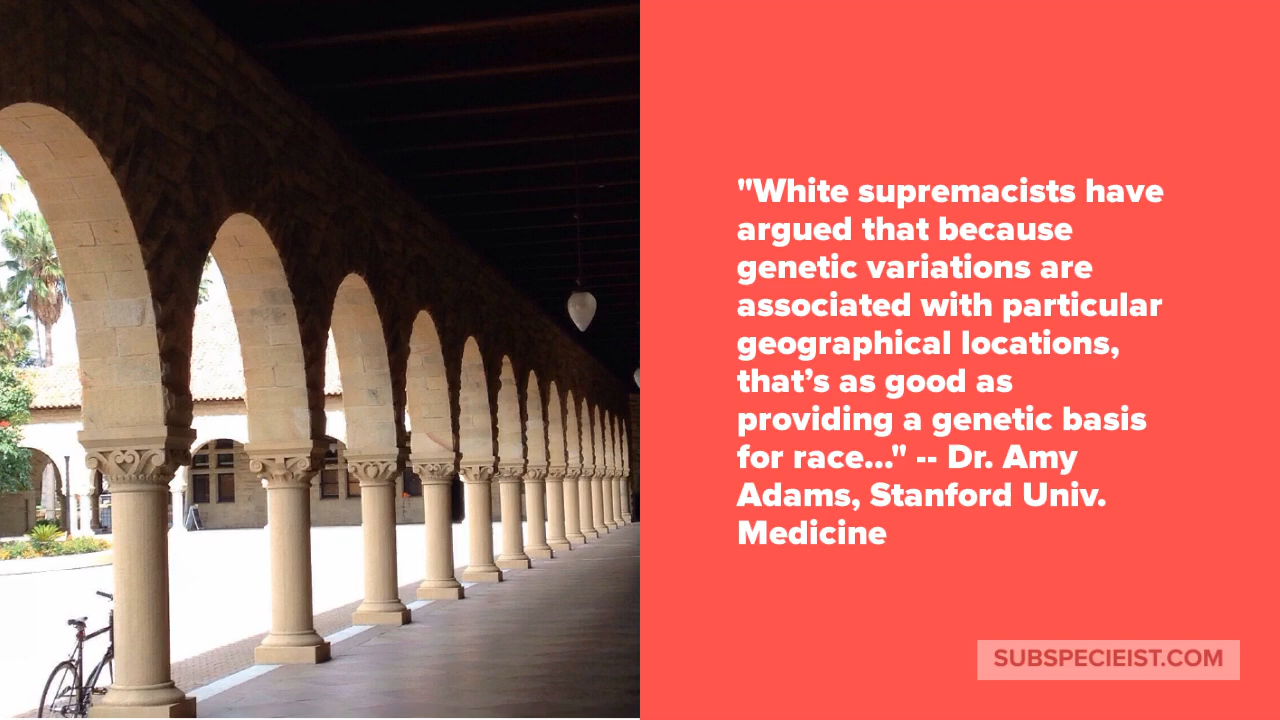 "White supremacists have
argued that because
genetic variations are
associated with particular
geographical locations,
that’s as good as
providing a genetic basis
for race..." -- Dr. Amy
Adams, Stanford Univ.
Medicine
SUBSPECIEIST.COM